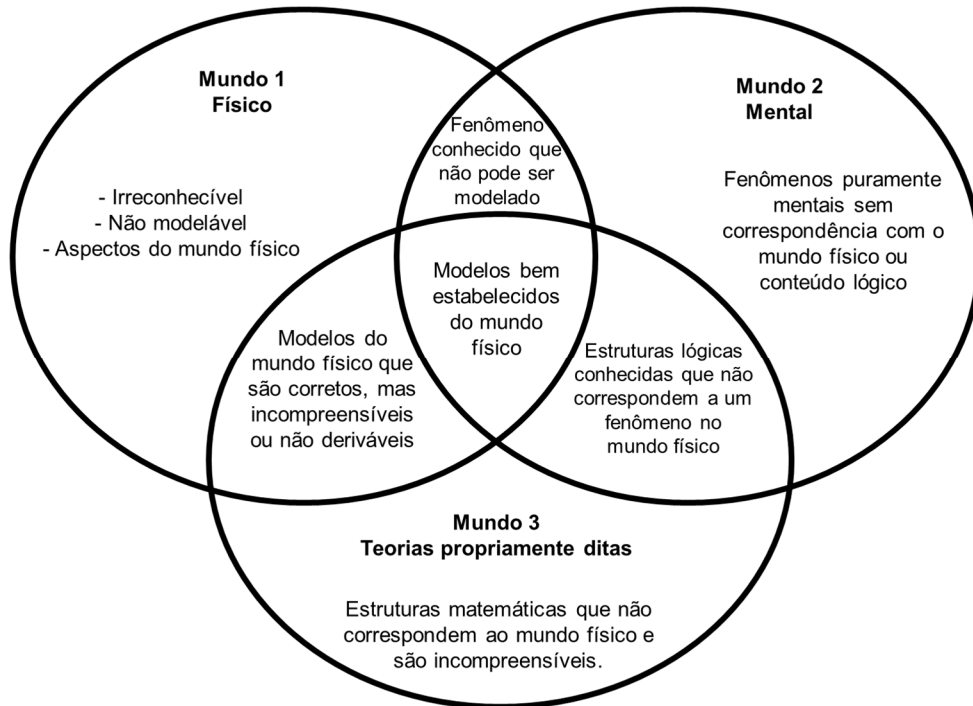 Mundo 1
Físico
- Irreconhecível
- Não modelável
- Aspectos do mundo físico
Fenômeno
conhecido que
não pode ser
modelado
Mundo 2
Mental
Fenômenos puramente
mentais sem
correspondência com o
mundo físico ou
conteúdo lógico
Modelos bem
estabelecidos
do mundo
físico
Modelos do
mundo físico que
são corretos, mas
incompreensíveis
ou não deriváveis
Estruturas lógicas
conhecidas que não
correspondem a um
fenômeno no
mundo físico
Mundo 3
Teorias propriamente ditas
Estruturas matemáticas que não
correspondem ao mundo físico e
são incompreensíveis.